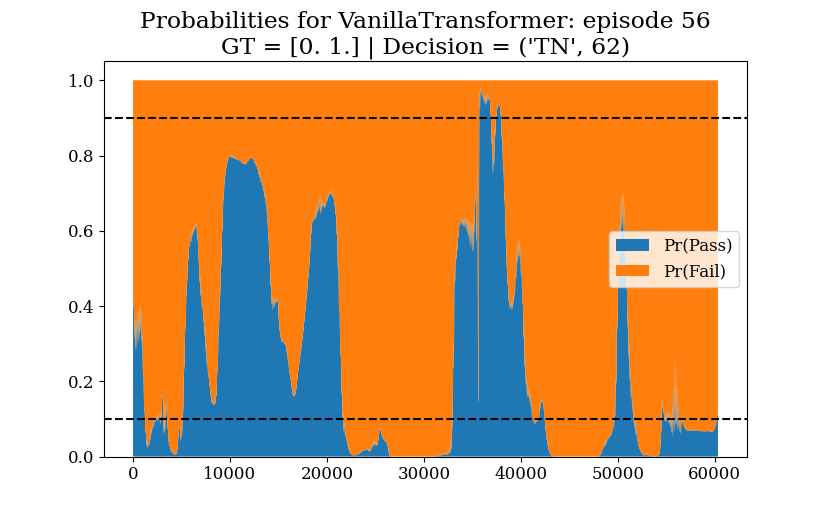 Probabilities for VanillaTransformer: episode 56
GT = [0. 1.] | Decision = ('TN', 62)
1.0
0.8
0.6
0.4
0.2
0.0
Pr(Pass)
Pr(Fail)
0 10000 20000 30000 40000 50000 60000